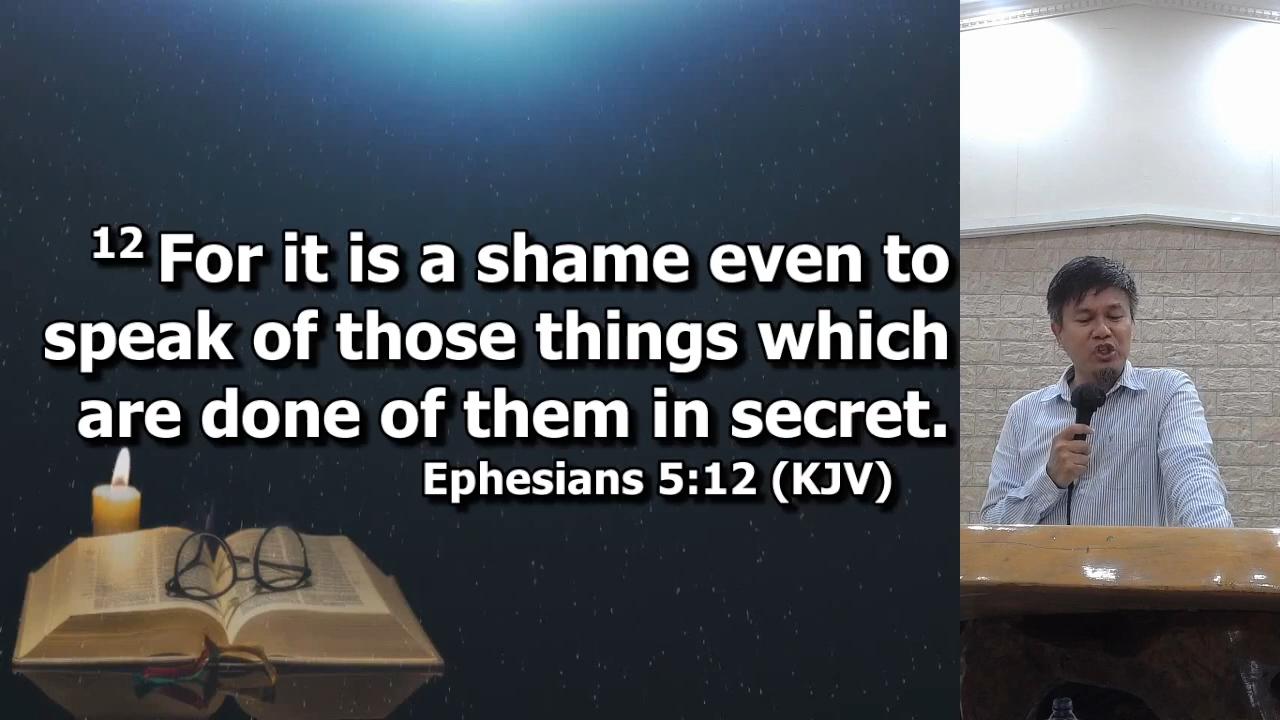 12 For it is a shame even to
speak of those things which
are done of them in secret.
Ephesians 5:12 (KJV)